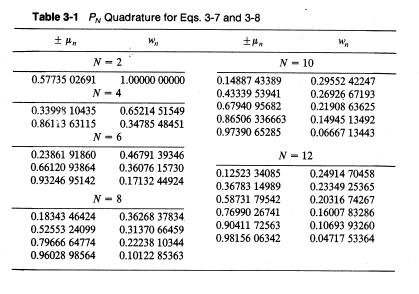 Table 3-1 P_N Quadrature for Eqs. 3-7 and 3-8
± μ_n w_n ±μ_n w_n
N = 2
0.57735 02691 1.00000 00000
N = 4
0.33998 10435 0.65214 51549
0.86113 63115 0.34785 48451
N = 6
0.23861 91860 0.46791 39346
0.66120 93864 0.36076 15730
0.93246 95142 0.17132 44924
N = 8
0.18343 46424 0.36268 37834
0.52553 24099 0.31370 66459
0.79666 64774 0.22238 10344
0.96028 98564 0.10122 85363
N = 10
0.14887 43389 0.29552 42247
0.43339 53941 0.26926 67193
0.67940 95682 0.21908 63625
0.86506 336663 0.14945 13492
0.97390 65285 0.06667 13443
N = 12
0.12523 34085 0.24914 70458
0.36783 14989 0.23349 25365
0.58731 79542 0.20316 74267
0.76990 26741 0.16007 83286
0.90411 72563 0.10693 93260
0.98156 06342 0.04717 53364